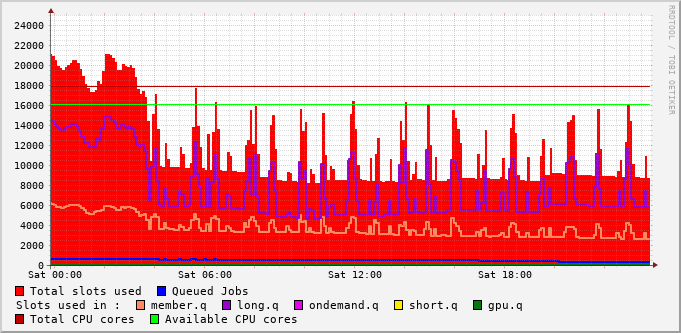 RRDTOOL / TOBI OETIKER
24000
22000
20000
18000
16000
14000
12000
10000
8000
6000
4000
2000
0
Sat 00:00 Sat 06:00 Sat 12:00 Sat 18:00
Total slots used Queued Jobs
Slots used in : member.q long.q ondemand.q short.q gpu.q
Total CPU cores Available CPU cores